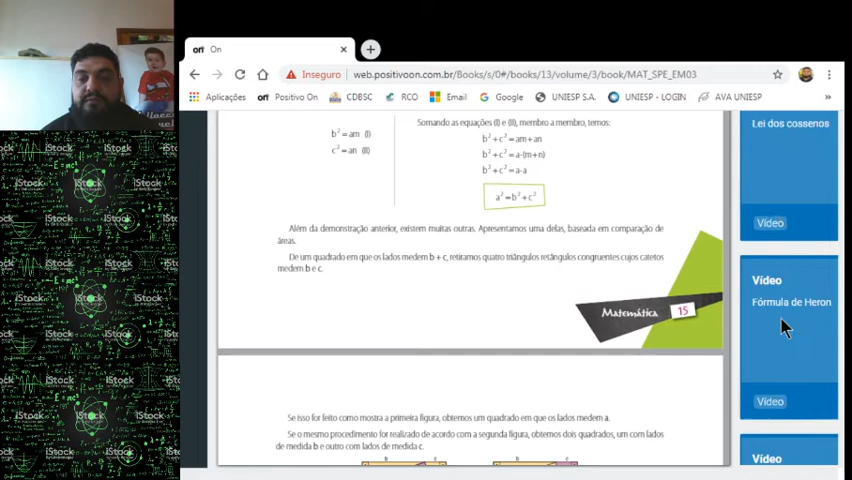 On
Inseguro
web.positivoon.com.br/Books/s/0#/books/13/volume/3/book/MAT_SPE_EM03
Aplicações
Positivo On
CDBSC
RCO
Email
Google
UNIESP S.A.
UNIESP - LOGIN
AVA UNIESP
»
Somando as equações (I) e (II), membro a membro, temos:
b² = am (I)
c² = an (II)
b² + c² = am + an
b² + c² = a·(m + n)
b² + c² = a·a
a² = b² + c²
Além da demonstração anterior, existem muitas outras. Apresentamos uma delas, baseada em comparação de
áreas.
De um quadrado em que os lados medem b + c, retiramos quatro triângulos retângulos congruentes cujos catetos
medem b e c.
Matemática 15
Se isso for feito como mostra a primeira figura, obtemos um quadrado em que os lados medem a.
Se o mesmo procedimento for realizado de acordo com a segunda figura, obtemos dois quadrados, um com lados
de medida b e outro com lados de medida c.
b c b c
Lei dos cossenos
Vídeo
Vídeo
Fórmula de Heron
Vídeo
Vídeo
iStock
iStock
iStock
iStock
iStock
iStock